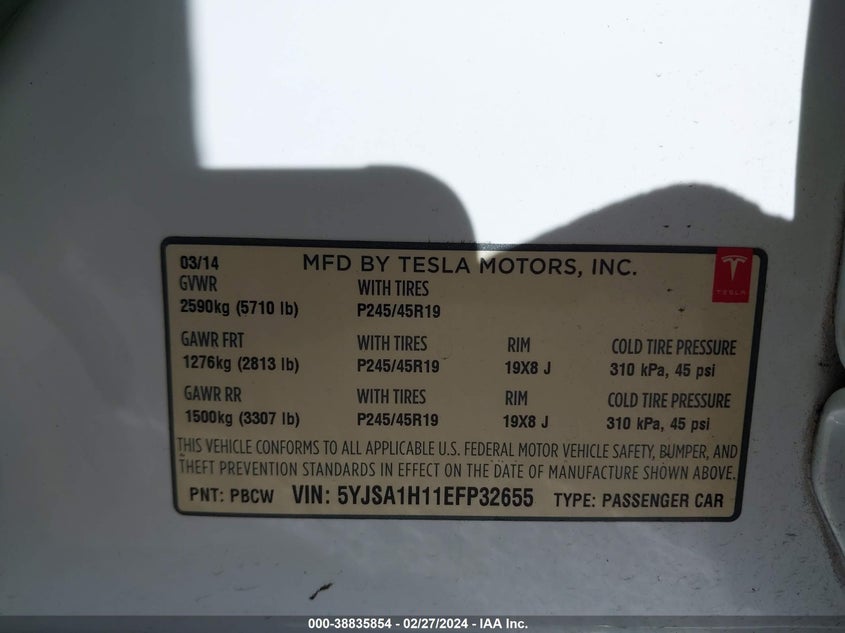 03/14 MFD BY TESLA MOTORS, INC.
TESLA
GVWR WITH TIRES
2590kg (5710 lb) P245/45R19
GAWR FRT WITH TIRES RIM COLD TIRE PRESSURE
1276kg (2813 lb) P245/45R19 19X8 J 310 kPa, 45 psi
GAWR RR WITH TIRES RIM COLD TIRE PRESSURE
1500kg (3307 lb) P245/45R19 19X8 J 310 kPa, 45 psi
THIS VEHICLE CONFORMS TO ALL APPLICABLE U.S. FEDERAL MOTOR VEHICLE SAFETY, BUMPER, AND
THEFT PREVENTION STANDARDS IN EFFECT ON THE DATE OF MANUFACTURE SHOWN ABOVE.
PNT: PBCW VIN: 5YJSA1H11EFP32655 TYPE: PASSENGER CAR
000-38835854 - 02/27/2024 - IAA Inc.